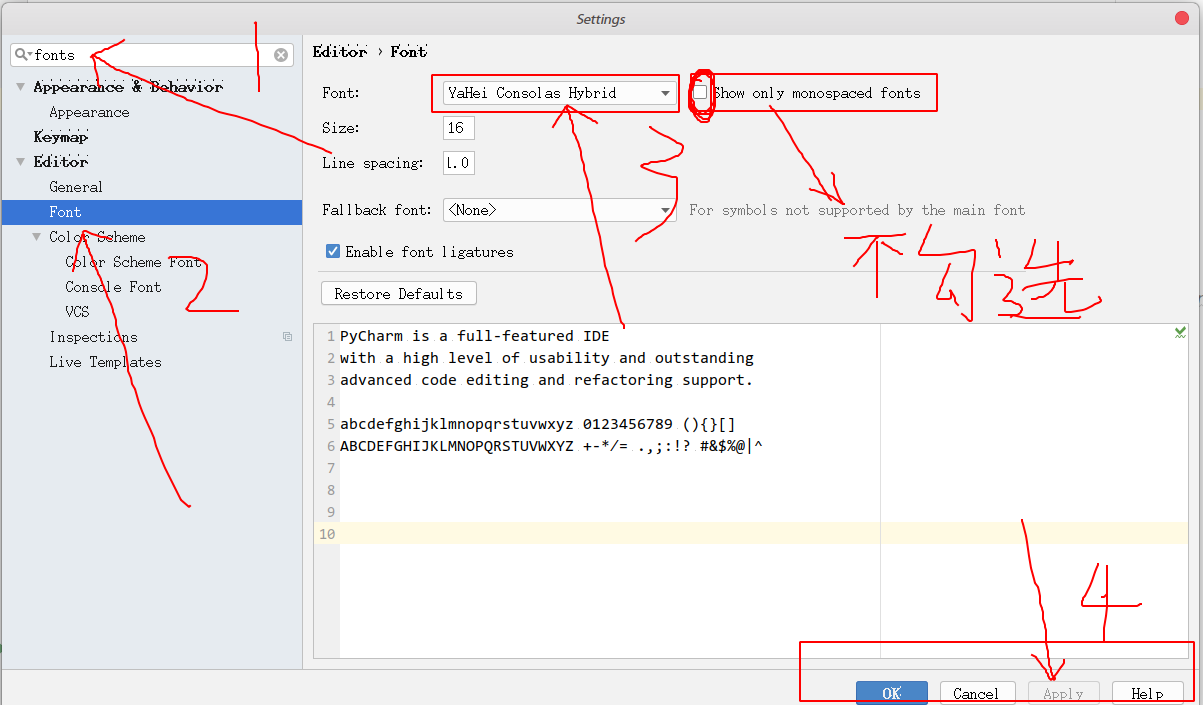 Settings
fonts
1
Appearance & Behavior
Appearance
Keymap
Editor
General
Font
Color Scheme
Color Scheme Font
Console Font
VCS
Inspections
Live Templates
2
Editor › Font
Font: YaHei Consolas Hybrid Show only monospaced fonts
Size: 16
3
Line spacing: 1.0
Fallback font: <None> For symbols not supported by the main font
不勾选
Enable font ligatures
Restore Defaults
1 PyCharm is a full-featured IDE
2 with a high level of usability and outstanding
3 advanced code editing and refactoring support.
4
5 abcdefghijklmnopqrstuvwxyz 0123456789 (){}[]
6 ABCDEFGHIJKLMNOPQRSTUVWXYZ +-*/= .,;:!? #&$%@|^
7
8
9
10
4
OK Cancel Apply Help